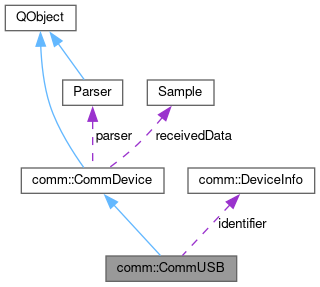 QObject
Parser
Sample
parser
receivedData
comm::CommDevice
comm::DeviceInfo
identifier
comm::CommUSB